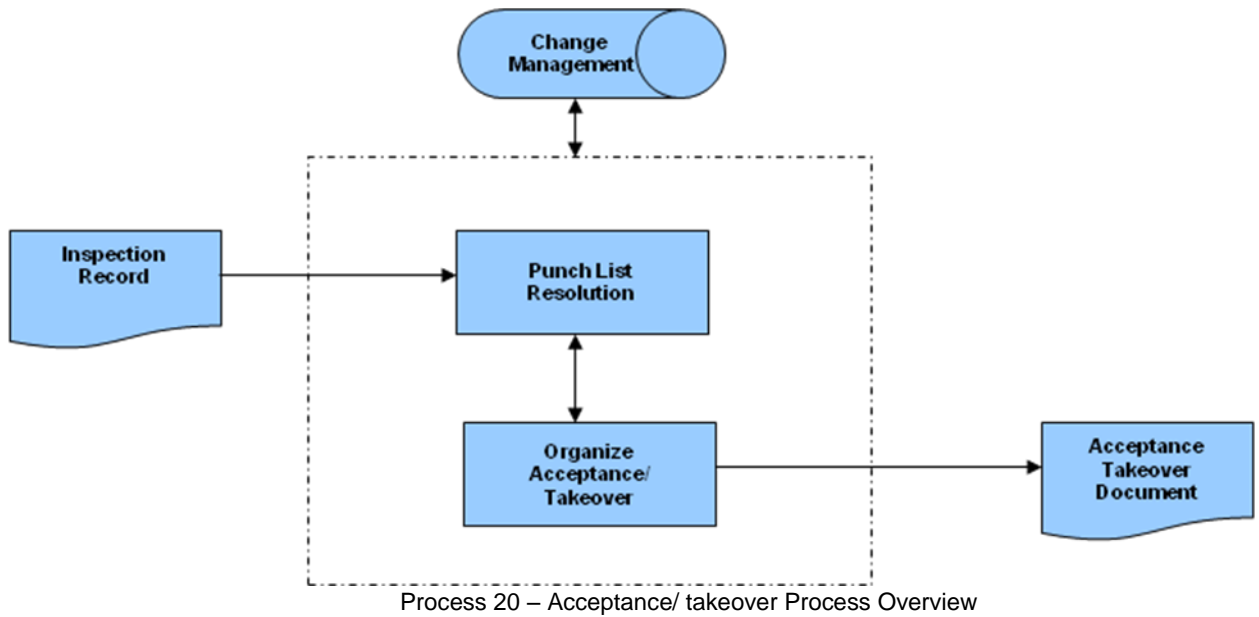 Change
Management
Inspection
Record
Punch List
Resolution
Organize
Acceptance/
Takeover
Acceptance
Takeover
Document
Process 20 – Acceptance/ takeover Process Overview